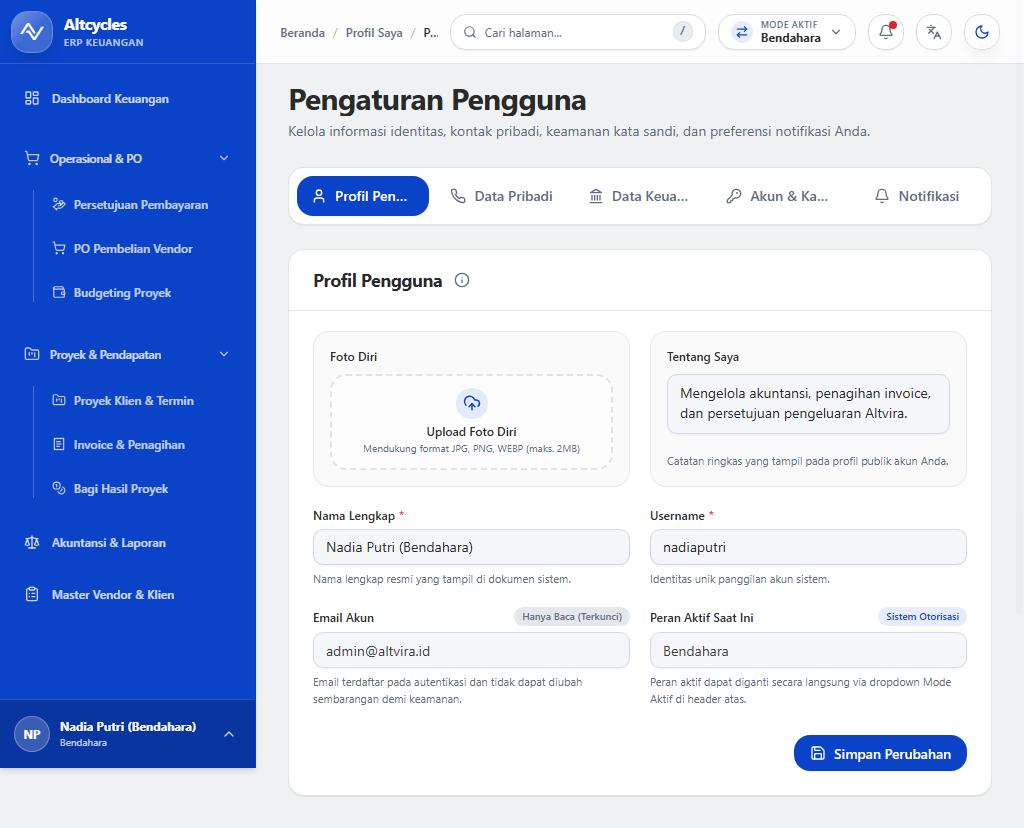 Altcycles
ERP KEUANGAN
Dashboard Keuangan
Operasional & PO
Persetujuan Pembayaran
PO Pembelian Vendor
Budgeting Proyek
Proyek & Pendapatan
Proyek Klien & Termin
Invoice & Penagihan
Bagi Hasil Proyek
Akuntansi & Laporan
Master Vendor & Klien
NP
Nadia Putri (Bendahara)
Bendahara
Beranda / Profil Saya / P...
Cari halaman... /
MODE AKTIF
Bendahara
Pengaturan Pengguna
Kelola informasi identitas, kontak pribadi, keamanan kata sandi, dan preferensi notifikasi Anda.
Profil Pen... Data Pribadi Data Keua... Akun & Ka... Notifikasi
Profil Pengguna
Foto Diri
Upload Foto Diri
Mendukung format JPG, PNG, WEBP (maks. 2MB)
Tentang Saya
Mengelola akuntansi, penagihan invoice,
dan persetujuan pengeluaran Altvira.
Catatan ringkas yang tampil pada profil publik akun Anda.
Nama Lengkap *
Nadia Putri (Bendahara)
Nama lengkap resmi yang tampil di dokumen sistem.
Username *
nadiaputri
Identitas unik panggilan akun sistem.
Email Akun Hanya Baca (Terkunci)
admin@altvira.id
Email terdaftar pada autentikasi dan tidak dapat diubah
sembarangan demi keamanan.
Peran Aktif Saat Ini Sistem Otorisasi
Bendahara
Peran aktif dapat diganti secara langsung via dropdown Mode
Aktif di header atas.
Simpan Perubahan